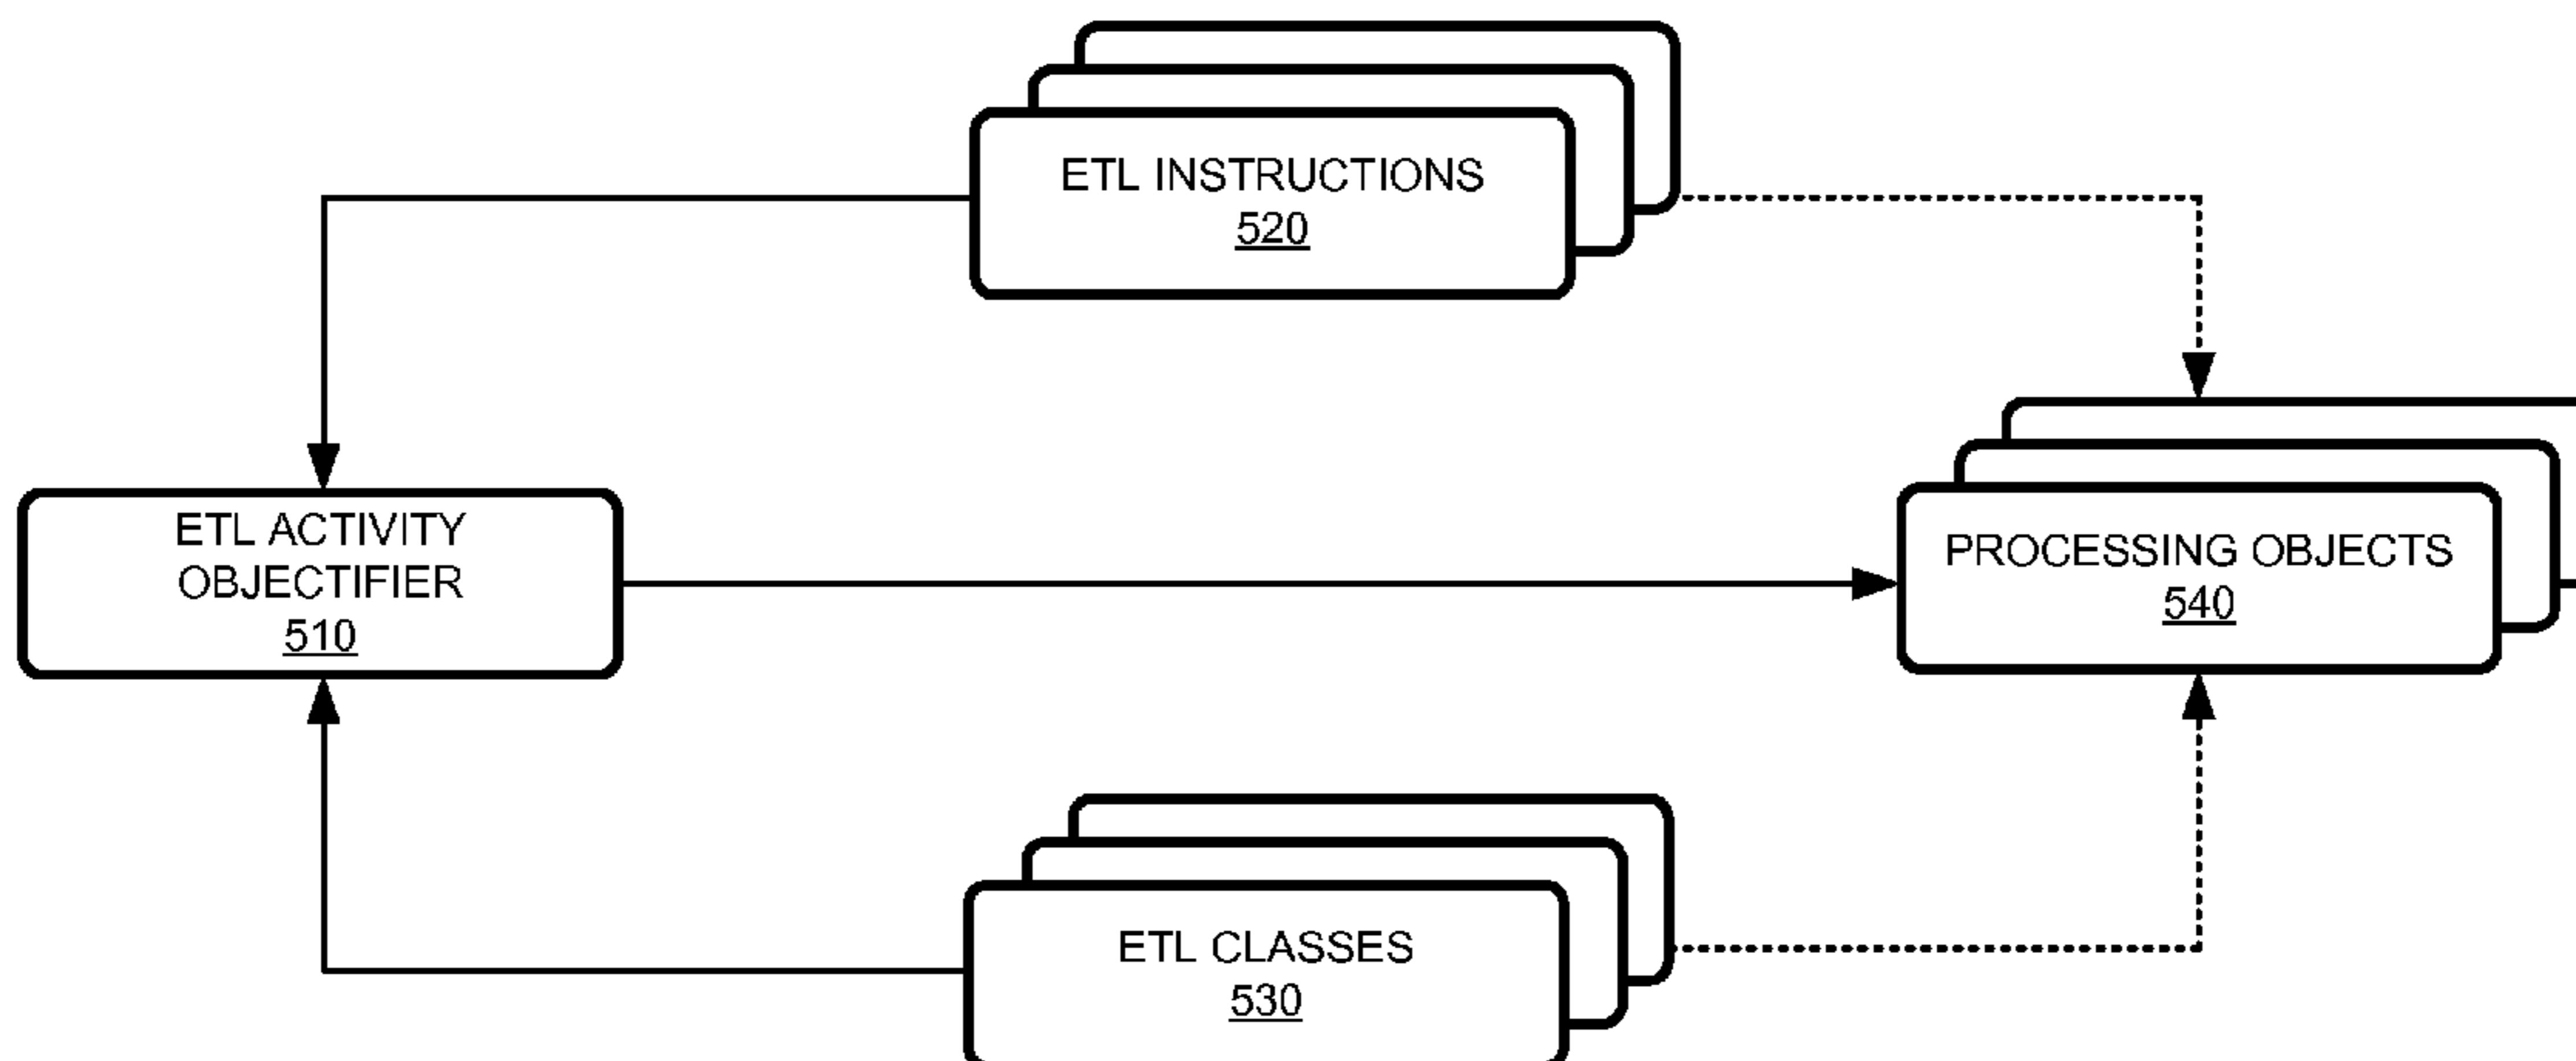 ETL INSTRUCTIONS
520
ETL ACTIVITY
OBJECTIFIER
510
PROCESSING OBJECTS
540
ETL CLASSES
530